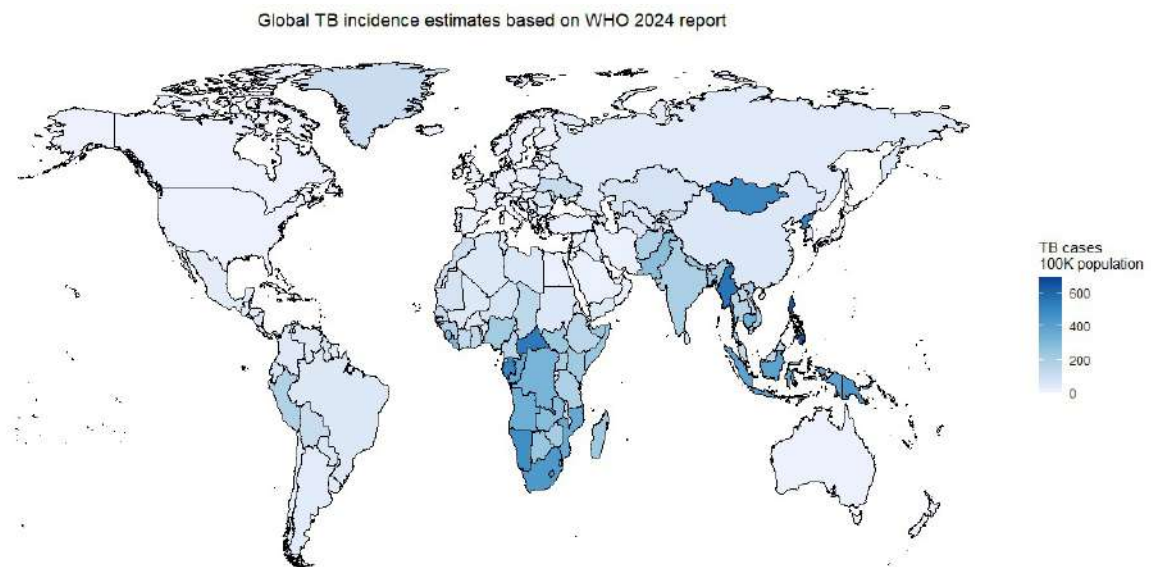 Global TB incidence estimates based on WHO 2024 report
TB cases
100K population
600
400
200
0